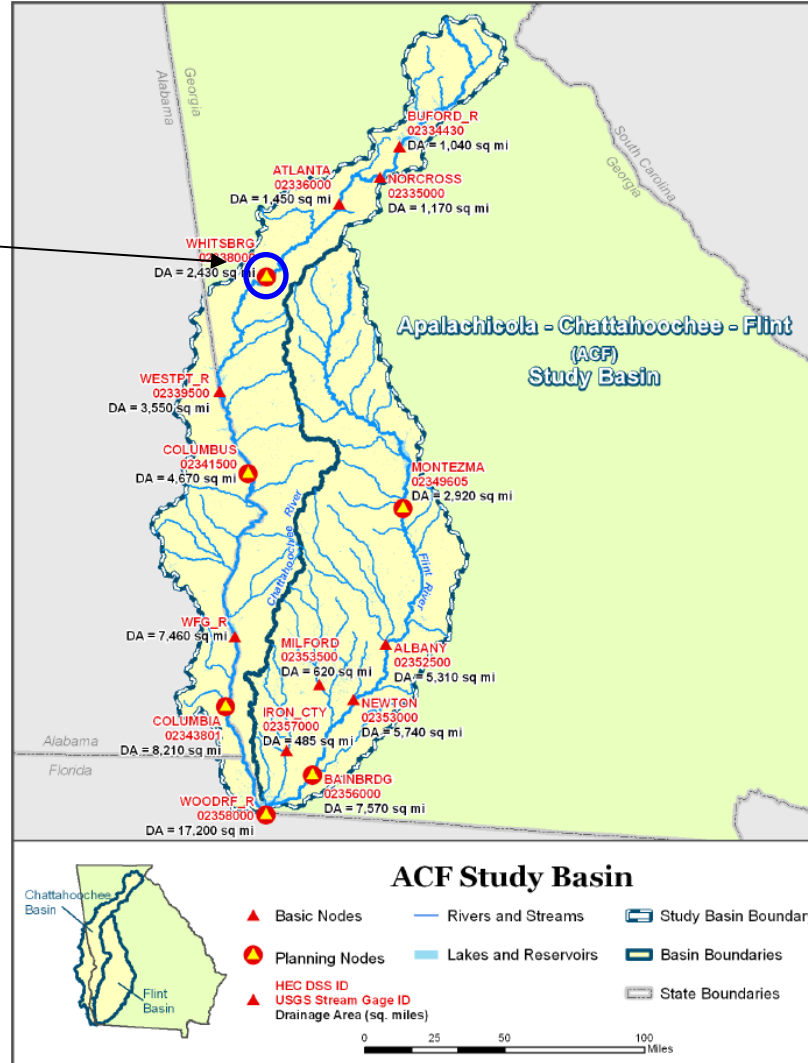 Georgia
Alabama
South Carolina
Georgia
BUFORD_R
02334430
DA = 1,040 sq mi
ATLANTA
02336000
DA = 1,450 sq mi
NORCROSS
02335000
DA = 1,170 sq mi
WHITSBRG
02338000
DA = 2,430 sq mi
Apalachicola - Chattahoochee - Flint
(ACF)
Study Basin
WESTPT_R
02339500
DA = 3,550 sq mi
COLUMBUS
02341500
DA = 4,670 sq mi
MONTEZMA
02349605
DA = 2,920 sq mi
Chattahoochee River
Flint River
WFG_R
DA = 7,460 sq mi
MILFORD
02353500
DA = 620 sq mi
ALBANY
02352500
DA = 5,310 sq mi
IRON_CTY
02357000
DA = 485 sq mi
NEWTON
02353000
DA = 5,740 sq mi
COLUMBIA
02343801
DA = 8,210 sq mi
Alabama
Florida
BAINBRDG
02356000
DA = 7,570 sq mi
WOODRF_R
02358000
DA = 17,200 sq mi
ACF Study Basin
Chattahoochee
Basin
Flint
Basin
Basic Nodes
Rivers and Streams
Study Basin Boundar
Planning Nodes
Lakes and Reservoirs
Basin Boundaries
HEC DSS ID
USGS Stream Gage ID
Drainage Area (sq. miles)
State Boundaries
0 25 50 100
Miles